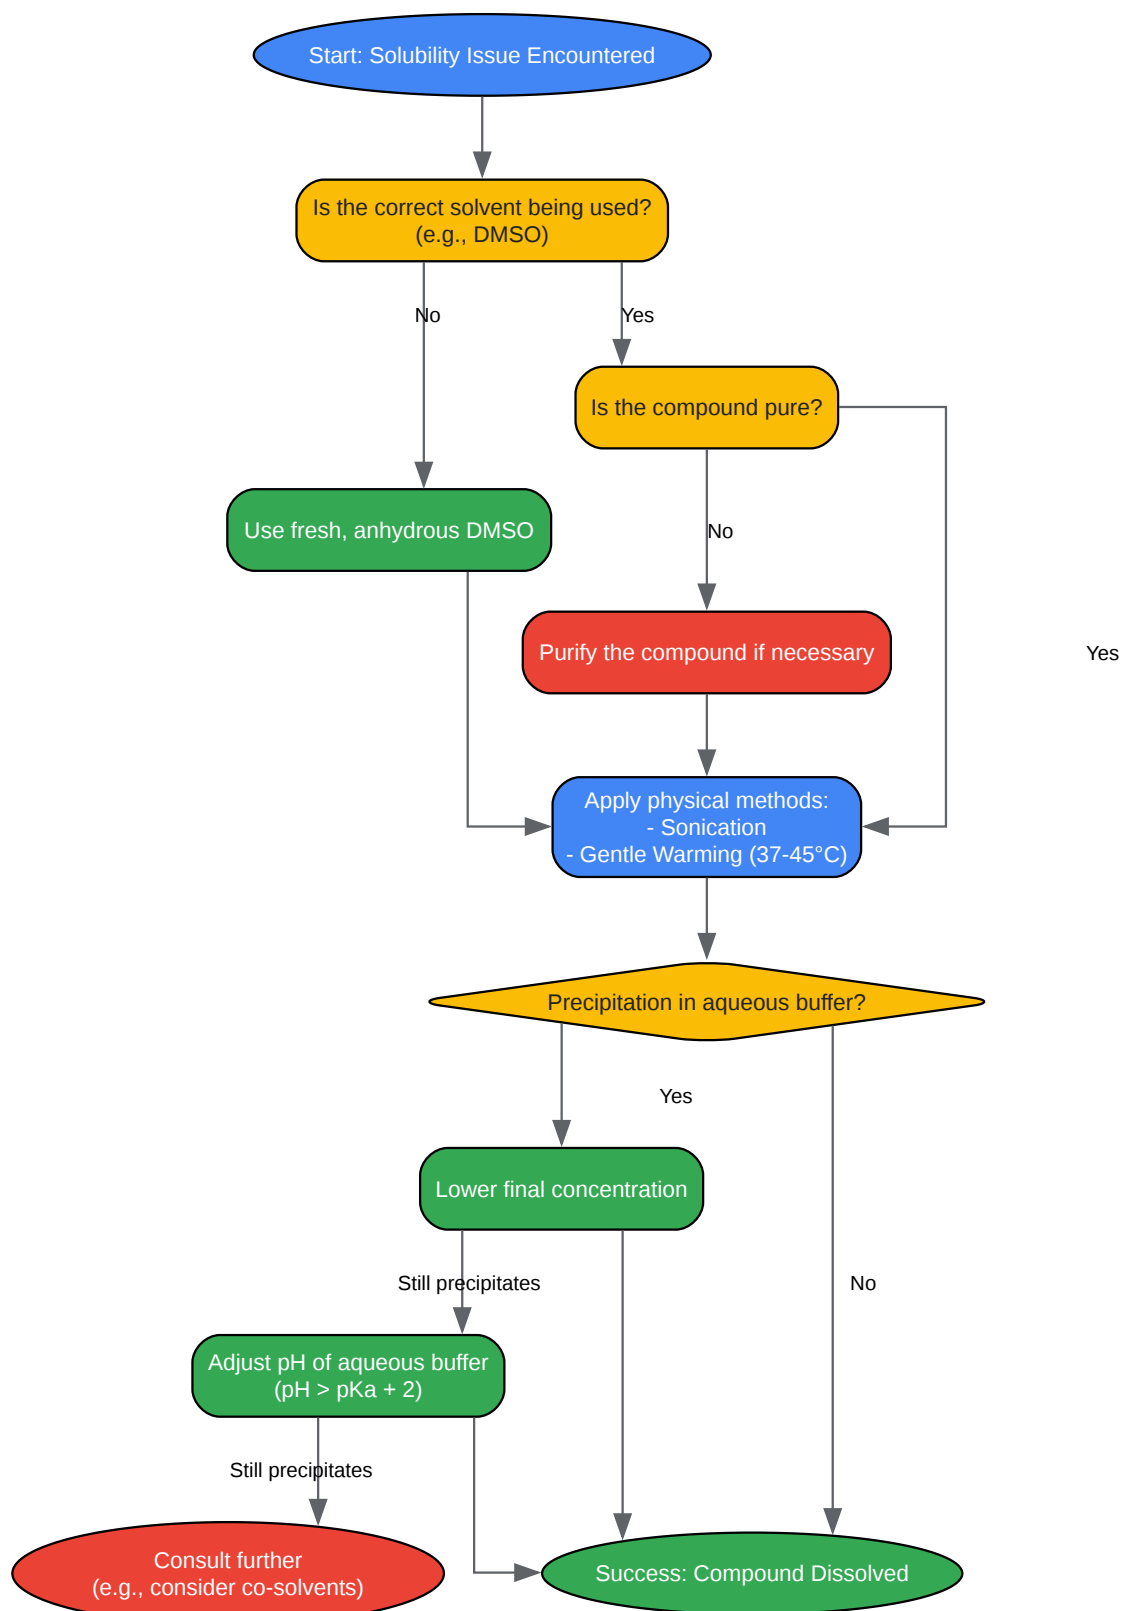 Start: Solubility Issue Encountered
Is the correct solvent being used?
(e.g., DMSO)
No
Yes
Is the compound pure?
Use fresh, anhydrous DMSO
No
Purify the compound if necessary
Yes
Apply physical methods:
- Sonication
- Gentle Warming (37-45°C)
Precipitation in aqueous buffer?
Yes
Lower final concentration
Still precipitates
No
Adjust pH of aqueous buffer
(pH > pKa + 2)
Still precipitates
Consult further
(e.g., consider co-solvents)
Success: Compound Dissolved